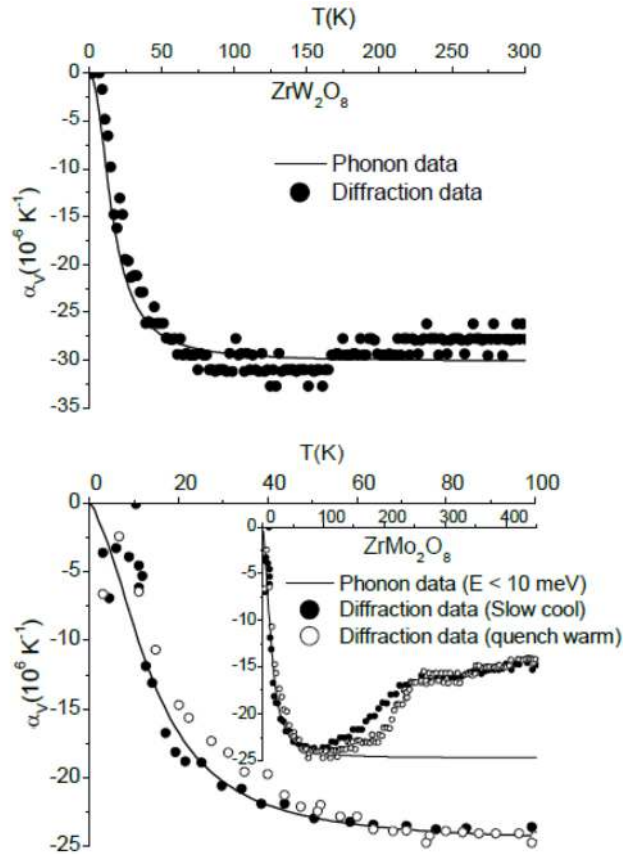 T(K)
0 50 100 150 200 250 300
ZrW2O8
Phonon data
Diffraction data
0
-5
-10
-15
-20
-25
-30
-35
αV(10^-6 K^-1)
T(K)
0 20 40 60 80 100
0 100 200 300 400
ZrMo2O8
Phonon data (E < 10 meV)
Diffraction data (Slow cool)
Diffraction data (quench warm)
0
-5
-10
-15
-20
-25
αV(10^6 K^-1)
0
-5
-10
-15
-20
-25